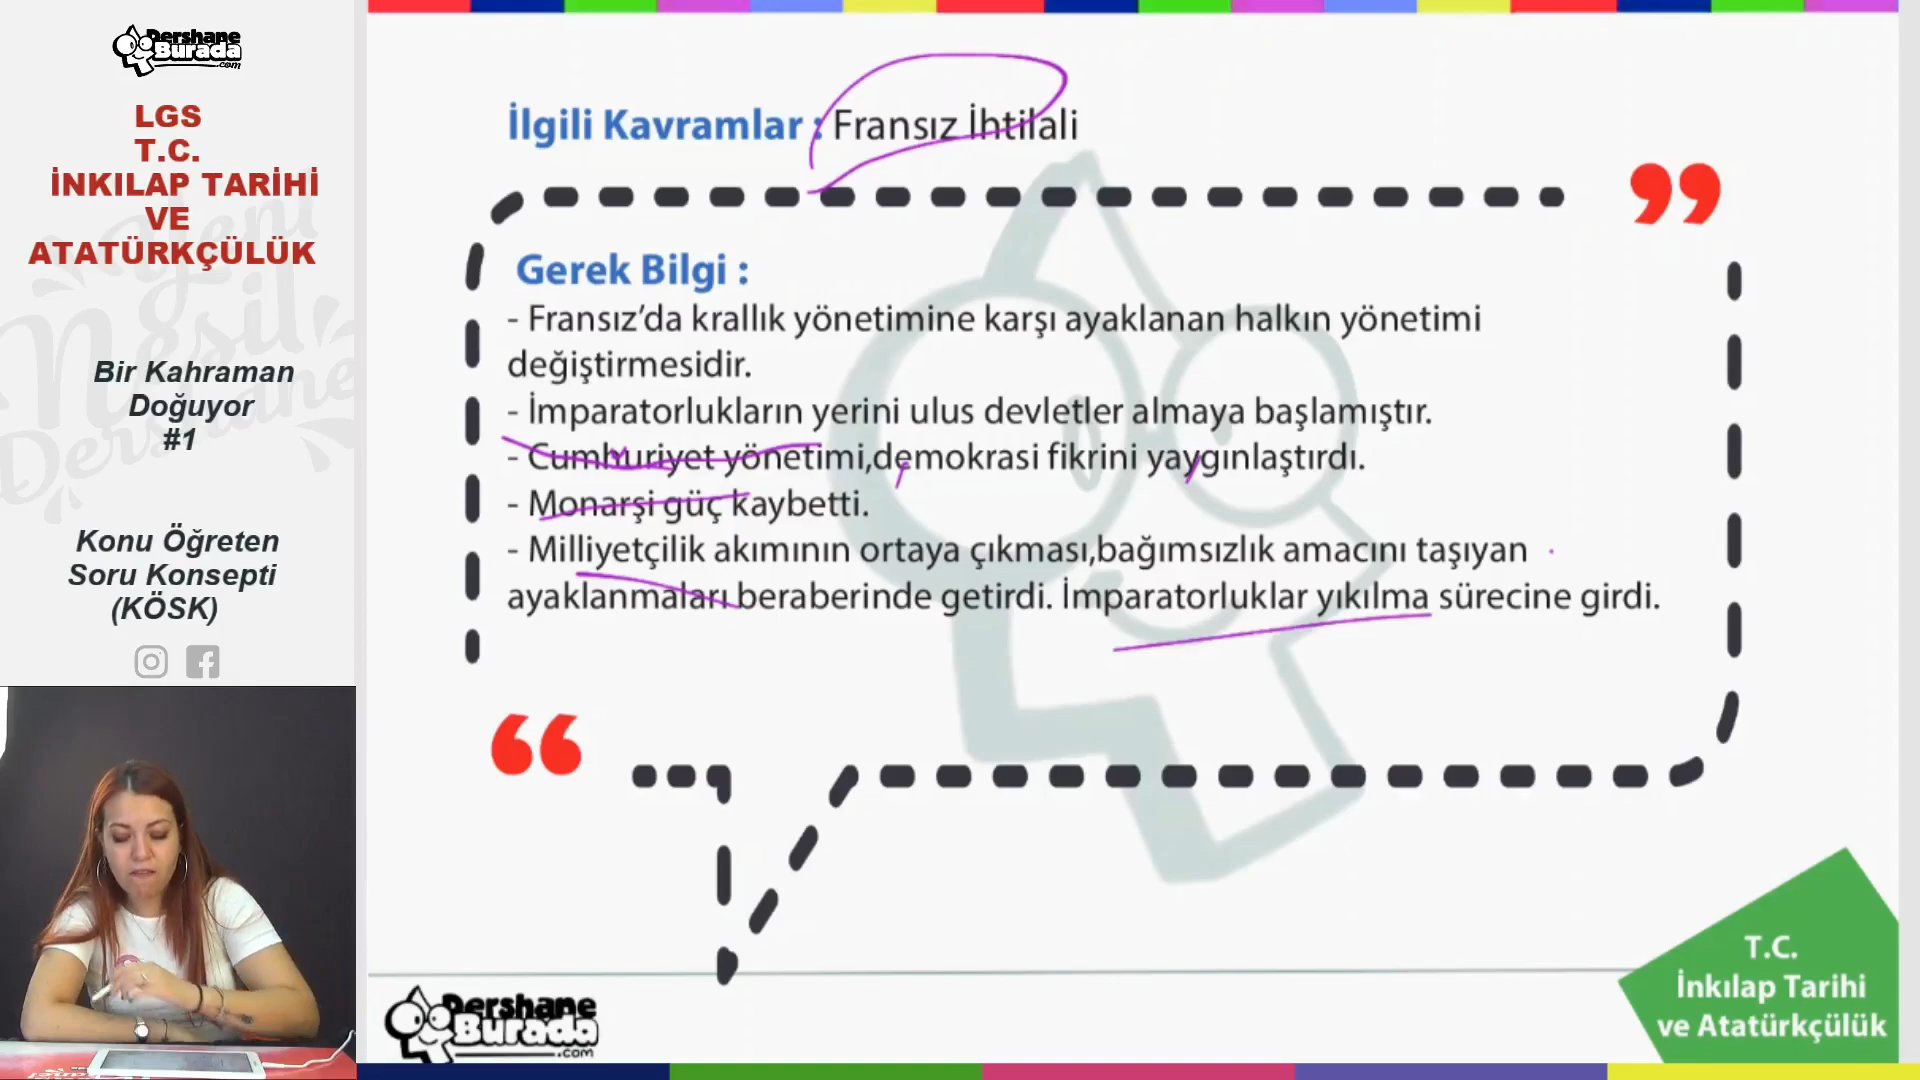 Dershane
Burada
.com
LGS
T.C.
İNKILAP TARİHİ
VE
ATATÜRKÇÜLÜK
Yeni
Nesil
Dershane
Bir Kahraman
Doğuyor
#1
Konu Öğreten
Soru Konsepti
(KÖSK)
İlgili Kavramlar : Fransız İhtilali
Gerek Bilgi :
- Fransız’da krallık yönetimine karşı ayaklanan halkın yönetimi
değiştirmesidir.
- İmparatorlukların yerini ulus devletler almaya başlamıştır.
- Cumhuriyet yönetimi,demokrasi fikrini yaygınlaştırdı.
- Monarşi güç kaybetti.
- Milliyetçilik akımının ortaya çıkması,bağımsızlık amacını taşıyan
ayaklanmaları beraberinde getirdi. İmparatorluklar yıkılma sürecine girdi.
Dershane
Burada
.com
T.C.
İnkılap Tarihi
ve Atatürkçülük